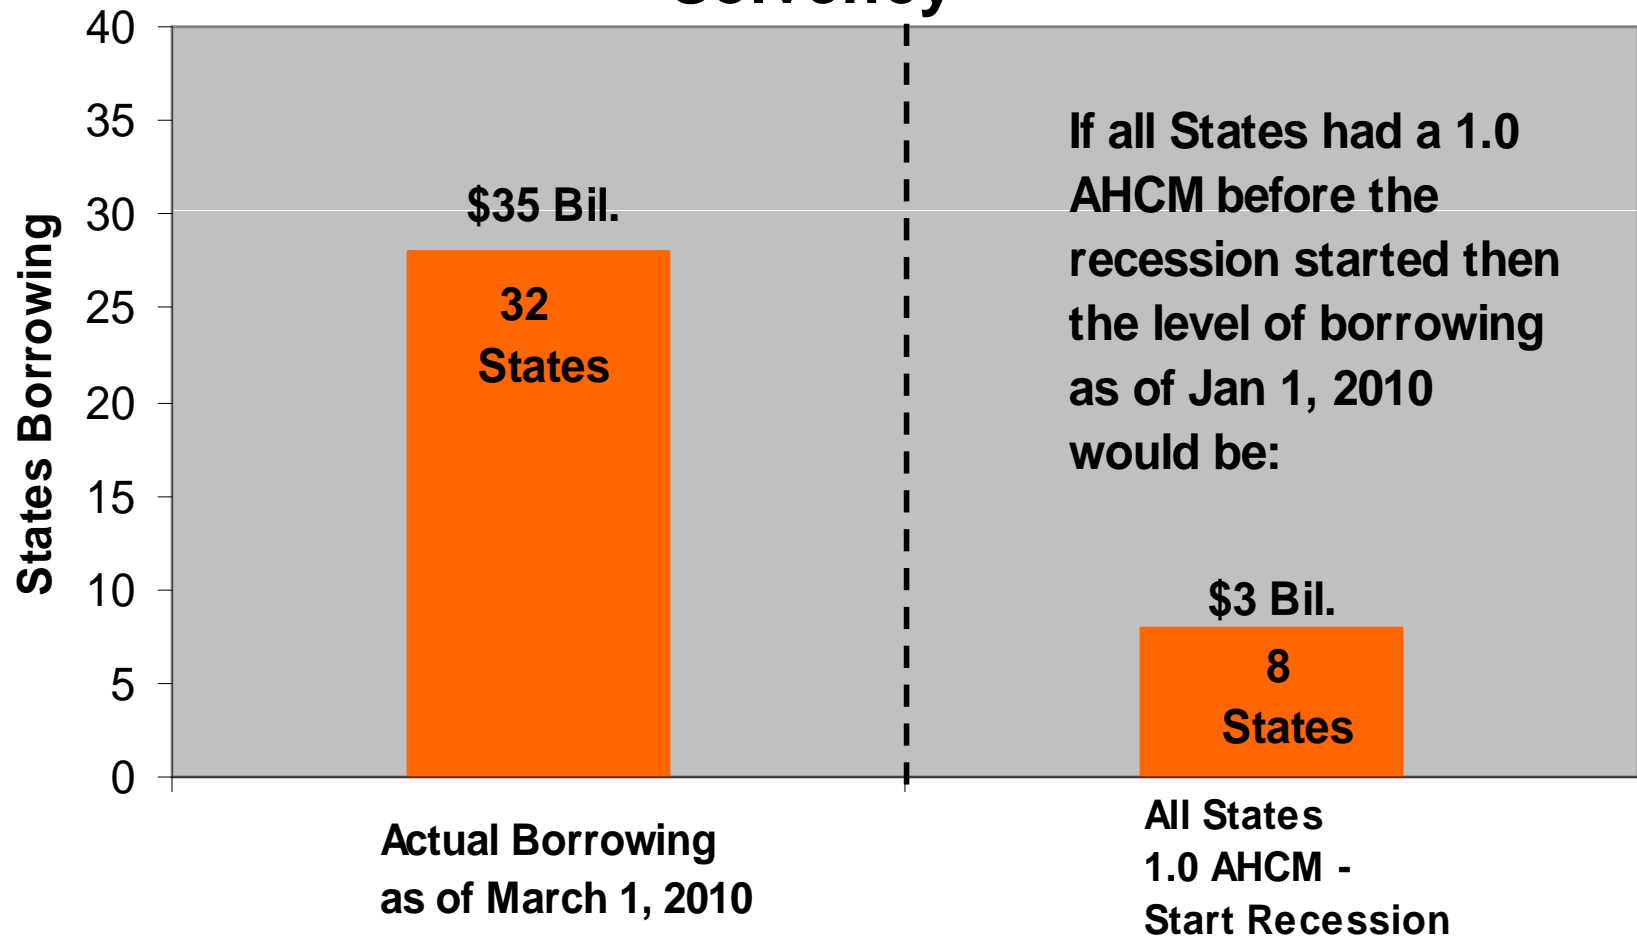 Solvency
40
35
30
25
20
15
10
5
0
States Borrowing
$35 Bil.
32
States
If all States had a 1.0
AHCM before the
recession started then
the level of borrowing
as of Jan 1, 2010
would be:
$3 Bil.
8
States
Actual Borrowing
as of March 1, 2010
All States
1.0 AHCM -
Start Recession